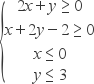 2x + y ≥ 0
x + 2y − 2 ≥ 0
x ≤ 0
y ≤ 3